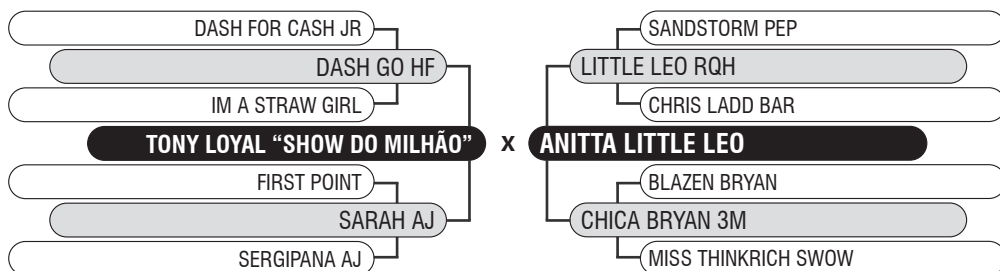 DASH FOR CASH JR
DASH GO HF
IM A STRAW GIRL
TONY LOYAL “SHOW DO MILHÃO”
FIRST POINT
SARAH AJ
SERGIPANA AJ
x
SANDSTORM PEP
LITTLE LEO RQH
CHRIS LADD BAR
ANITTA LITTLE LEO
BLAZEN BRYAN
CHICA BRYAN 3M
MISS THINKRICH SWOW